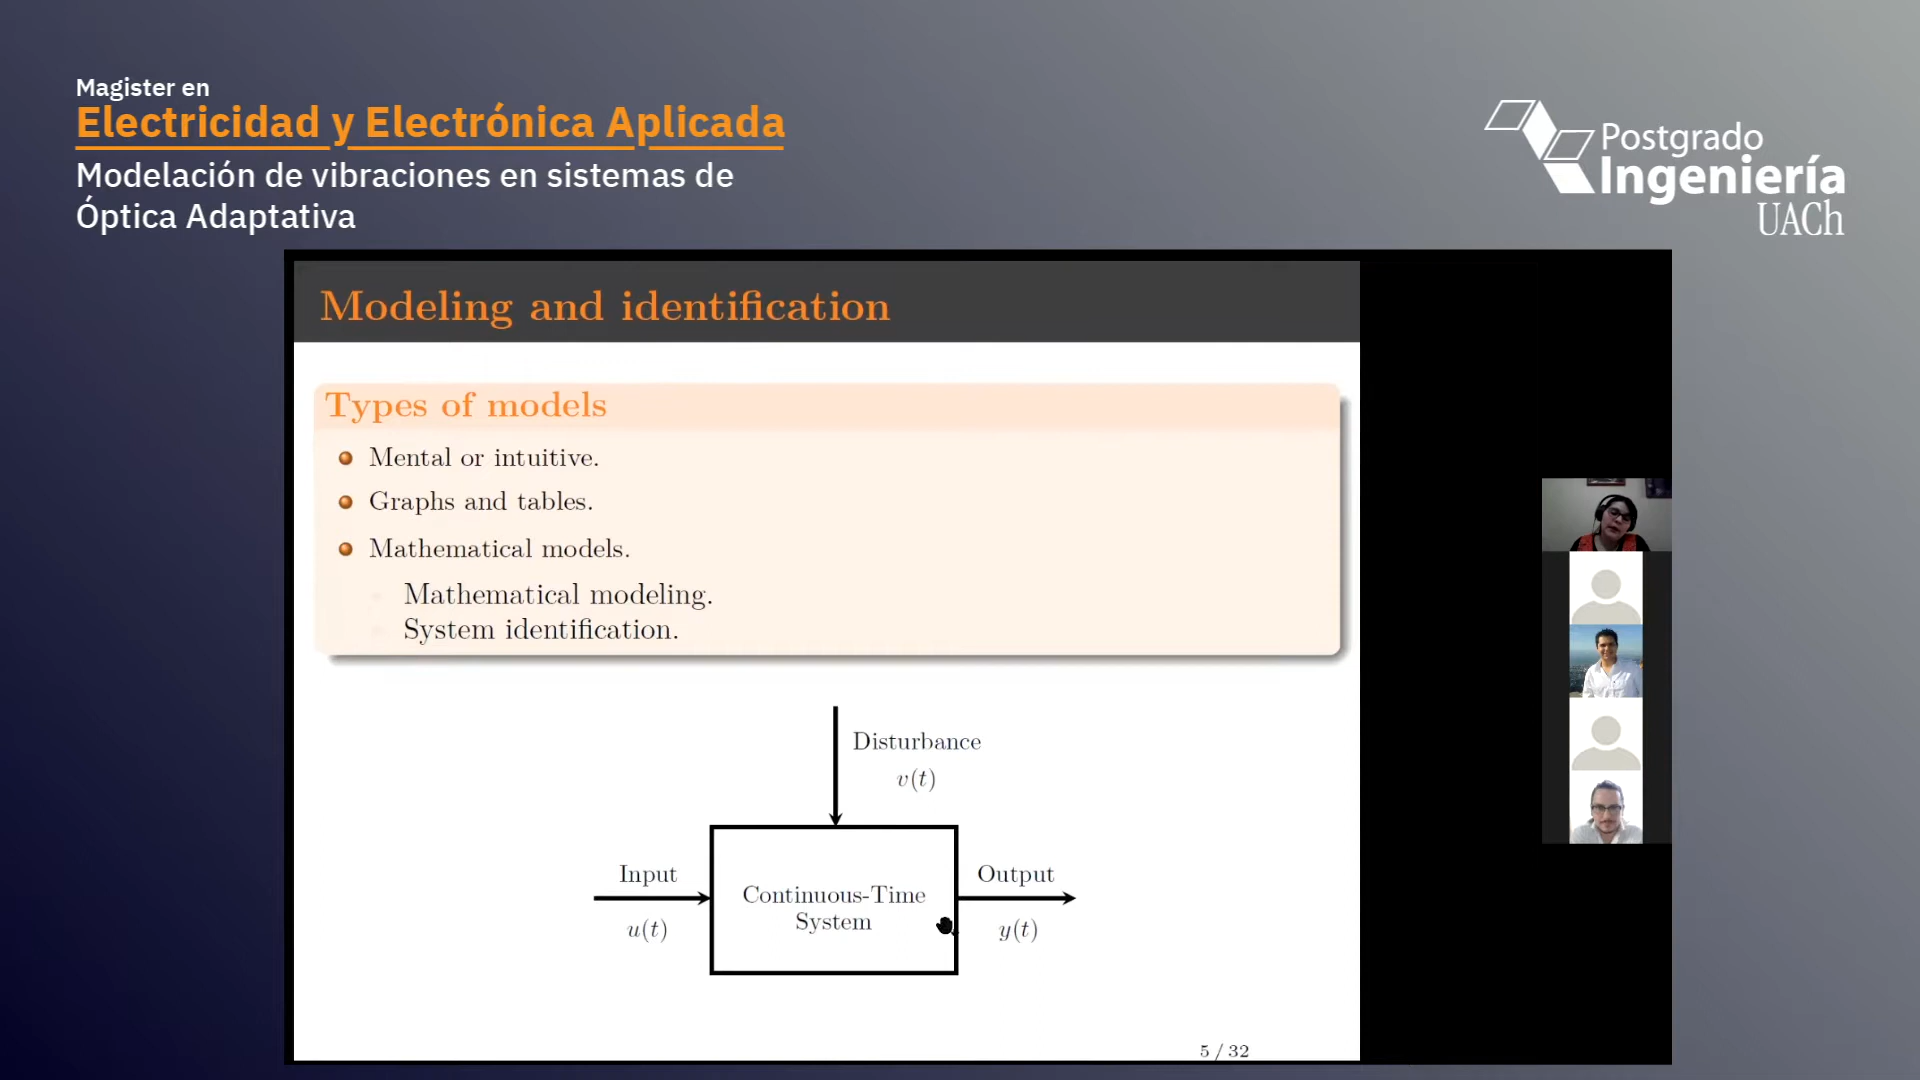 Magister en
Electricidad y Electrónica Aplicada
Modelación de vibraciones en sistemas de
Óptica Adaptativa
Postgrado
Ingeniería
UACh
Modeling and identification
Types of models
Mental or intuitive.
Graphs and tables.
Mathematical models.
Mathematical modeling.
System identification.
Disturbance
v(t)
Input
u(t)
Continuous-Time
System
Output
y(t)
5 / 32